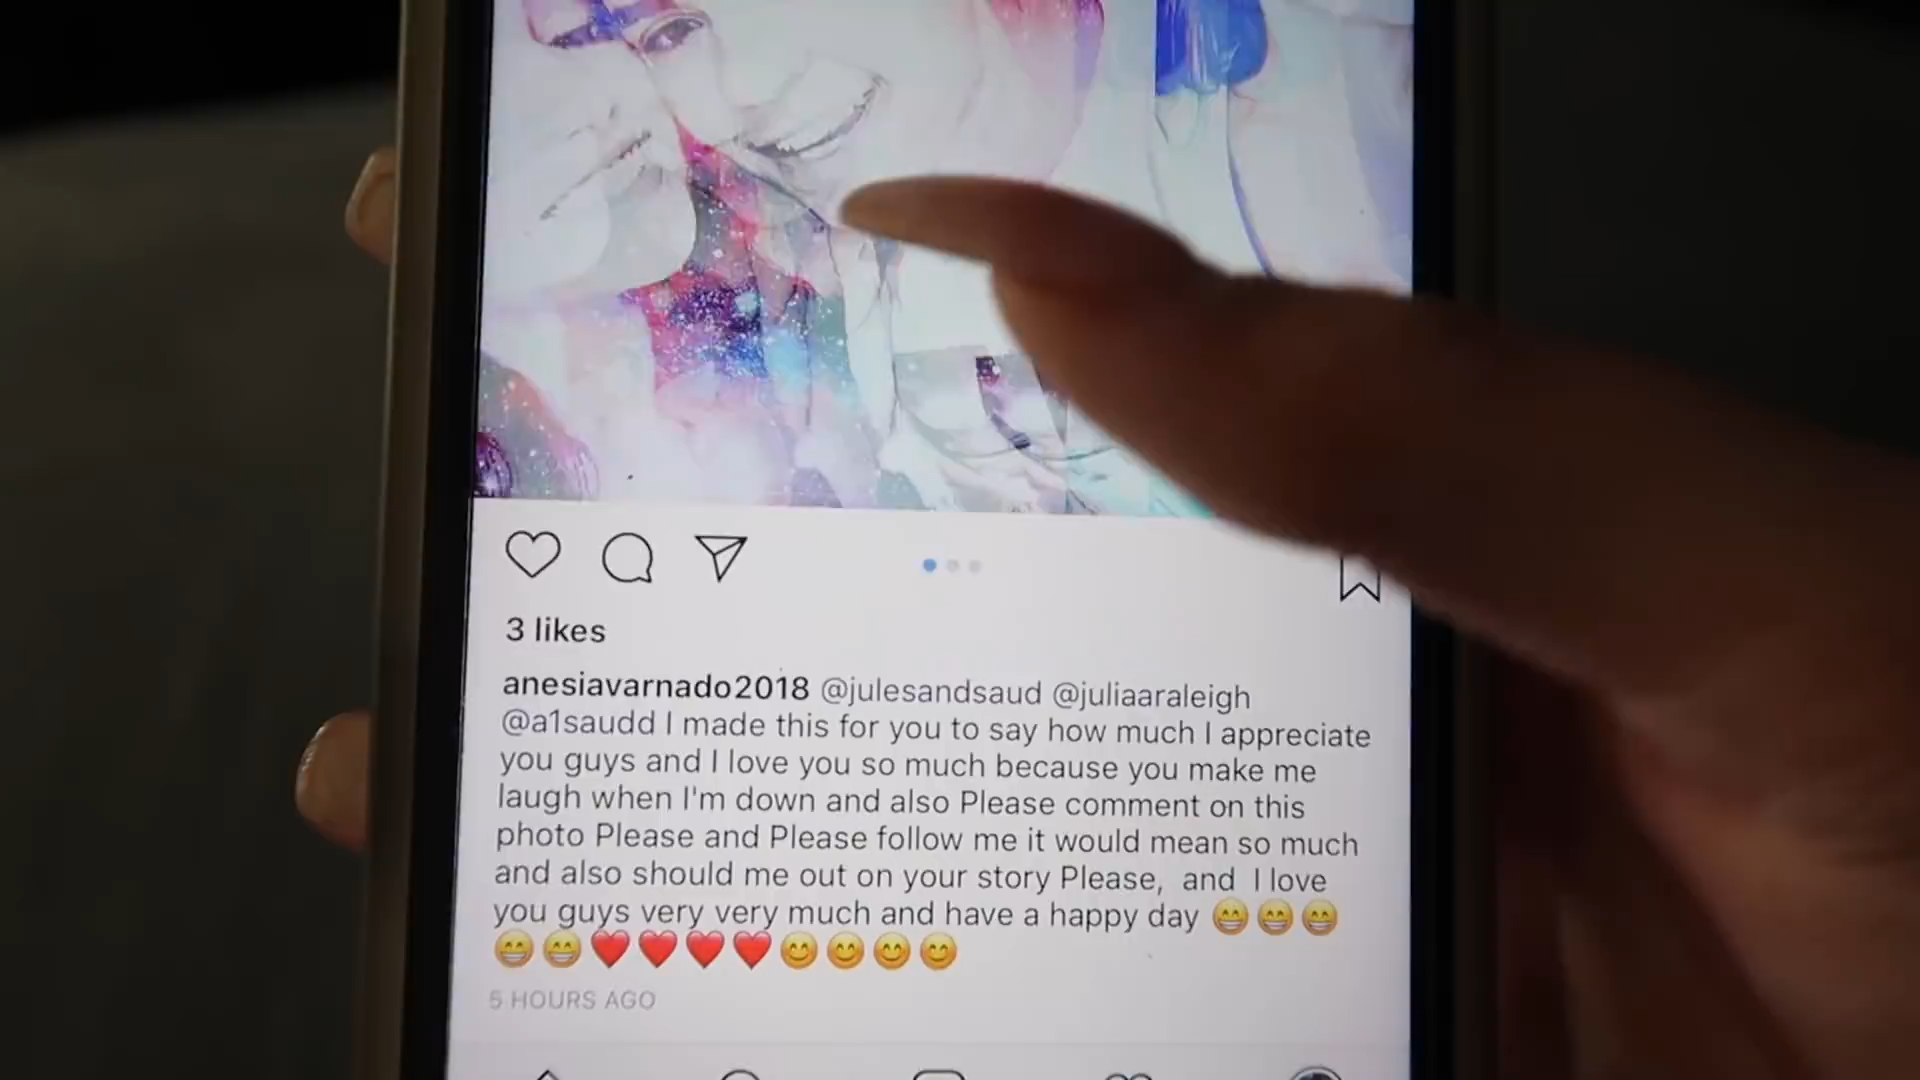 3 likes
anesiavarnado2018 @julesandsaud @juliaaraleigh
@a1saudd I made this for you to say how much I appreciate
you guys and I love you so much because you make me
laugh when I'm down and also Please comment on this
photo Please and Please follow me it would mean so much
and also should me out on your story Please, and I love
you guys very very much and have a happy day 😁😁😁
😁😁❤️❤️❤️❤️😊😊😊😊
5 HOURS AGO